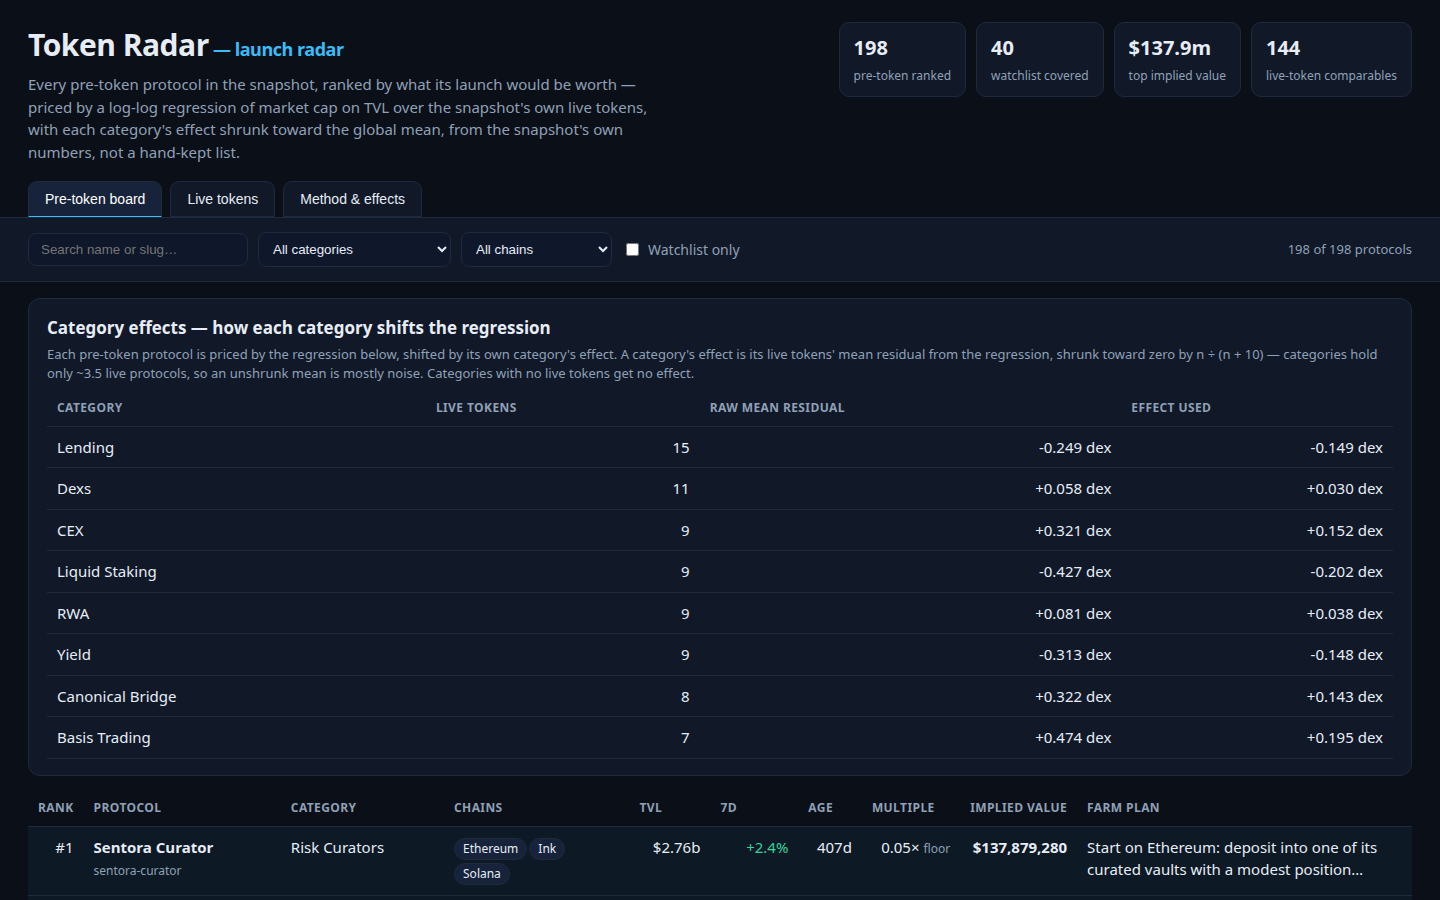 Token Radar — launch radar
Every pre-token protocol in the snapshot, ranked by what its launch would be worth —
priced by a log-log regression of market cap on TVL over the snapshot's own live tokens,
with each category's effect shrunk toward the global mean, from the snapshot's own
numbers, not a hand-kept list.
198
pre-token ranked
40
watchlist covered
$137.9m
top implied value
144
live-token comparables
Pre-token board
Live tokens
Method & effects
Search name or slug…
All categories
All chains
Watchlist only
198 of 198 protocols
Category effects — how each category shifts the regression
Each pre-token protocol is priced by the regression below, shifted by its own category's effect. A category's effect is its live tokens' mean residual from the regression, shrunk toward zero by n ÷ (n + 10) — categories hold
only ~3.5 live protocols, so an unshrunk mean is mostly noise. Categories with no live tokens get no effect.
CATEGORY LIVE TOKENS RAW MEAN RESIDUAL EFFECT USED
Lending 15 -0.249 dex -0.149 dex
Dexs 11 +0.058 dex +0.030 dex
CEX 9 +0.321 dex +0.152 dex
Liquid Staking 9 -0.427 dex -0.202 dex
RWA 9 +0.081 dex +0.038 dex
Yield 9 -0.313 dex -0.148 dex
Canonical Bridge 8 +0.322 dex +0.143 dex
Basis Trading 7 +0.474 dex +0.195 dex
RANK PROTOCOL CATEGORY CHAINS TVL 7D AGE MULTIPLE IMPLIED VALUE FARM PLAN
#1 Sentora Curator Risk Curators Ethereum Ink $2.76b +2.4% 407d 0.05× floor $137,879,280 Start on Ethereum: deposit into one of its
sentora-curator Solana curated vaults with a modest position…